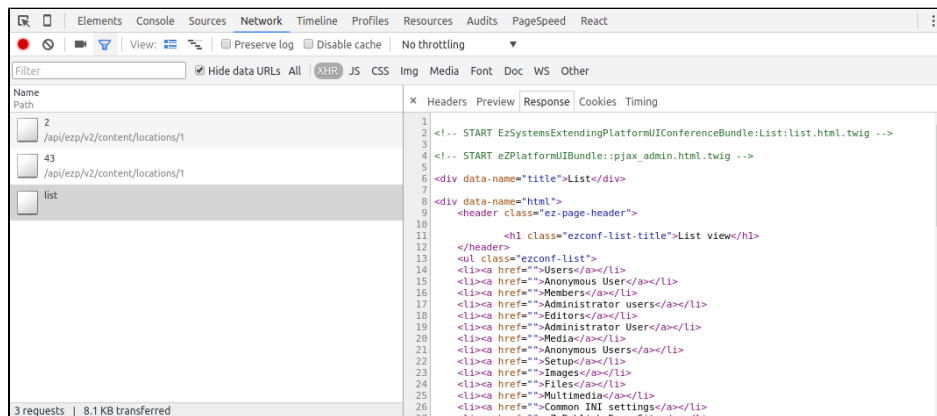 Elements Console Sources Network Timeline Profiles Resources Audits PageSpeed React
View: Preserve log Disable cache No throttling ▼
Filter Hide data URLs All XHR JS CSS Img Media Font Doc WS Other
Name
Path
2
/api/ezp/v2/content/locations/1
43
/api/ezp/v2/content/locations/1
list
3 requests | 8.1 KB transferred
× Headers Preview Response Cookies Timing
1
2 <!-- START EzSystemsExtendingPlatformUIConferenceBundle:List:list.html.twig -->
3
4 <!-- START eZPlatformUIBundle::pjax_admin.html.twig -->
5
6 <div data-name="title">List</div>
7
8 <div data-name="html">
9 <header class="ez-page-header">
10
11 <h1 class="ezconf-list-title">List view</h1>
12 </header>
13 <ul class="ezconf-list">
14 <li><a href="">Users</a></li>
15 <li><a href="">Anonymous User</a></li>
16 <li><a href="">Members</a></li>
17 <li><a href="">Administrator users</a></li>
18 <li><a href="">Editors</a></li>
19 <li><a href="">Administrator User</a></li>
20 <li><a href="">Media</a></li>
21 <li><a href="">Anonymous Users</a></li>
22 <li><a href="">Setup</a></li>
23 <li><a href="">Images</a></li>
24 <li><a href="">Files</a></li>
25 <li><a href="">Multimedia</a></li>
26 <li><a href="">Common INI settings</a></li>